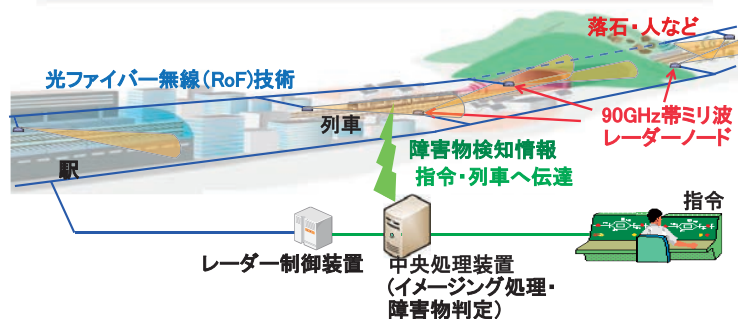 落石・人など
光ファイバー無線(RoF)技術
90GHz帯ミリ波
レーダーノード
列車
障害物検知情報
指令・列車へ伝達
駅
指令
レーダー制御装置
中央処理装置
(イメージング処理・
障害物判定)